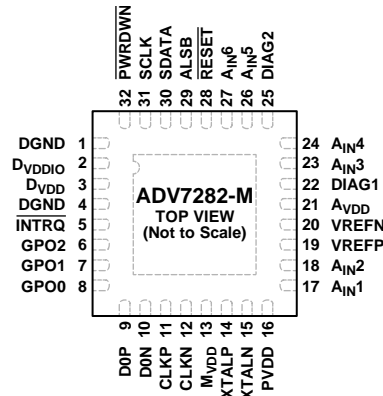 32 PWRDWN
31 SCLK
30 SDATA
29 ALSB
28 RESET
27 AIN6
26 AIN5
25 DIAG2
DGND 1
DVDDIO 2
DVDD 3
DGND 4
INTRQ 5
GPO2 6
GPO1 7
GPO0 8
ADV7282-M
TOP VIEW
(Not to Scale)
24 AIN4
23 AIN3
22 DIAG1
21 AVDD
20 VREFN
19 VREFP
18 AIN2
17 AIN1
D0P 9
D0N 10
CLKP 11
CLKN 12
MVDD 13
XTALP 14
XTALN 15
PVDD 16